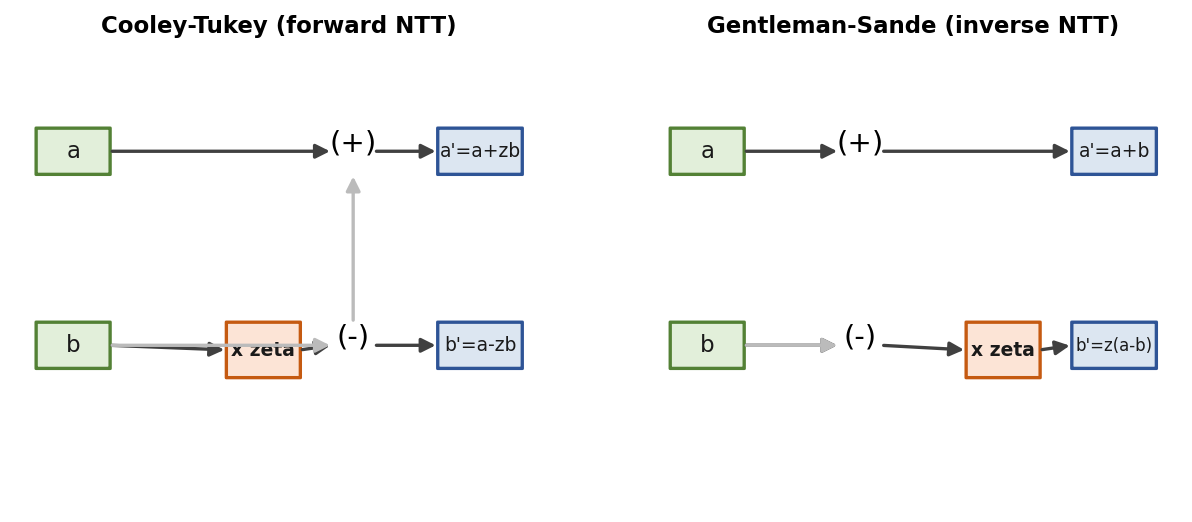 Cooley-Tukey (forward NTT)
a
(+)
a'=a+zb
b
x zeta
(-)
b'=a-zb
Gentleman-Sande (inverse NTT)
a
(+)
a'=a+b
b
(-)
x zeta
b'=z(a-b)